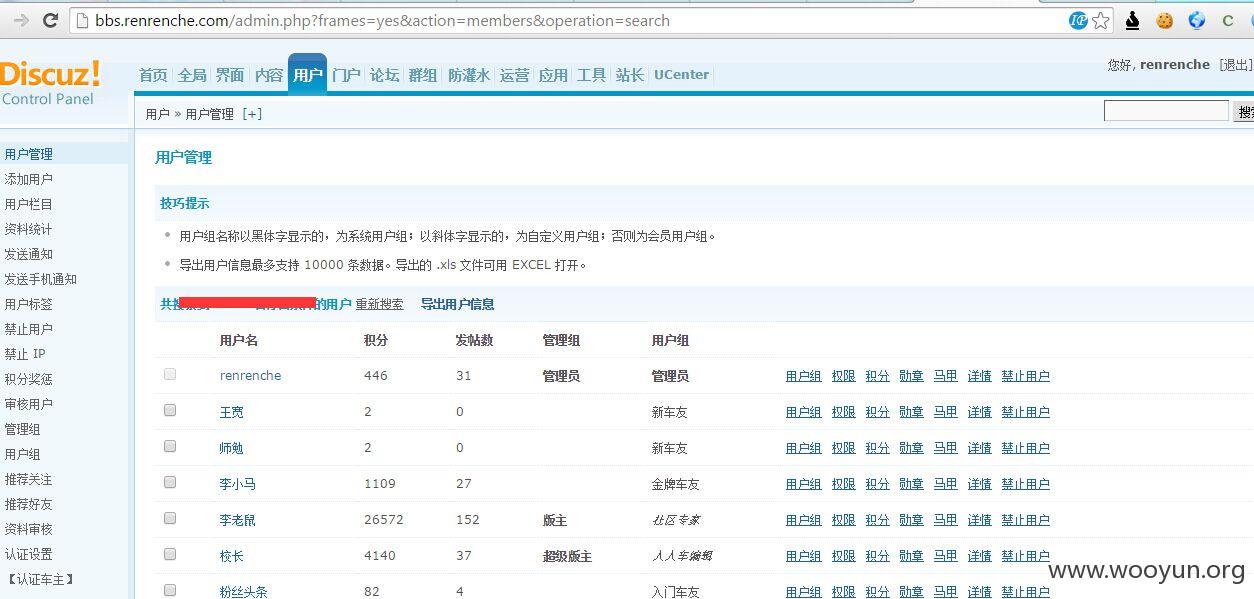 bbs.renrenche.com/admin.php?frames=yes&action=members&operation=search
Discuz!
Control Panel
首页 全局 界面 内容 用户 门户 论坛 群组 防灌水 运营 应用 工具 站长 UCenter
您好, renrenche [退出]
用户 » 用户管理 [+]
用户管理
添加用户
用户栏目
资料统计
发送通知
发送手机通知
用户标签
禁止用户
禁止 IP
积分奖惩
审核用户
管理组
用户组
推荐关注
推荐好友
资料审核
认证设置
【认证车主】
用户管理
技巧提示
用户组名称以黑体字显示的，为系统用户组；以斜体字显示的，为自定义用户组；否则为会员用户组。
导出用户信息最多支持 10000 条数据。导出的 .xls 文件可用 EXCEL 打开。
共 的用户 重新搜索 导出用户信息
用户名 积分 发帖数 管理组 用户组
renrenche 446 31 管理员 管理员 用户组 权限 积分 勋章 马甲 详情 禁止用户
王宽 2 0 新车友 用户组 权限 积分 勋章 马甲 详情 禁止用户
师勉 2 0 新车友 用户组 权限 积分 勋章 马甲 详情 禁止用户
李小马 1109 27 金牌车友 用户组 权限 积分 勋章 马甲 详情 禁止用户
李老鼠 26572 152 版主 社区专家 用户组 权限 积分 勋章 马甲 详情 禁止用户
校长 4140 37 超级版主 人人车编辑 用户组 权限 积分 勋章 马甲 详情 禁止用户
粉丝头条 82 4 入门车友 用户组 权限 积分 勋章 马甲 详情 禁止用户
www.wooyun.org